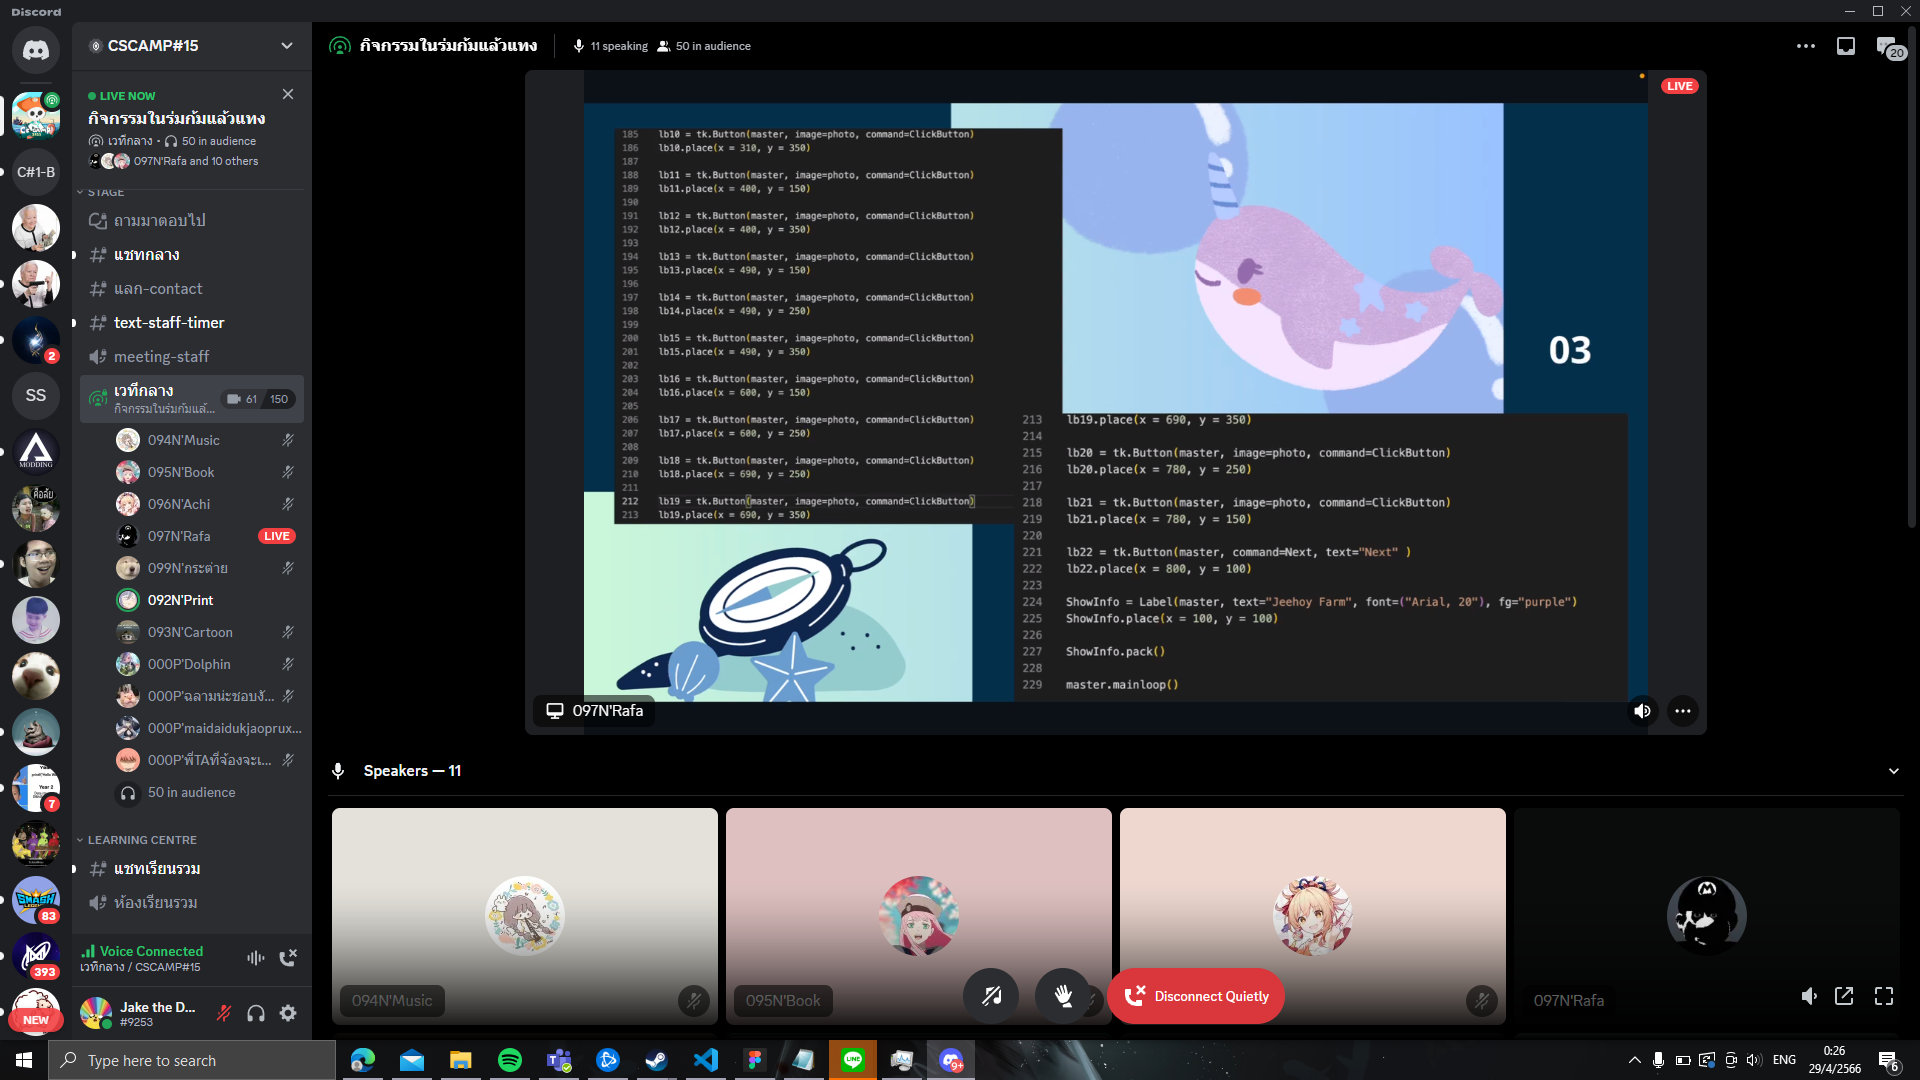 Discord
CSCAMP#15
LIVE NOW
กิจกรรมในร่มก้มแล้วแทง
เวทีกลาง • 50 in audience
097N'Rafa and 10 others
STAGE
ถามมาตอบไป
แชทกลาง
แลก-contact
text-staff-timer
meeting-staff
เวทีกลาง
กิจกรรมในร่มก้มแล้...
61 150
094N'Music
095N'Book
096N'Achi
097N'Rafa LIVE
099N'กระต่าย
092N'Print
093N'Cartoon
000P'Dolphin
000P'ฉลามน่ะชอบงั...
000P'maidaidukjaoprux...
000P'พี่TAที่จ้องจะเ...
50 in audience
LEARNING CENTRE
แชทเรียนรวม
ห้องเรียนรวม
Voice Connected
เวทีกลาง / CSCAMP#15
Jake the D...
#9253
C#1-B
2
SS
MODDING
คือลือ
Year 2
7
SMASH
83
393
NEW
กิจกรรมในร่มก้มแล้วแทง
11 speaking 50 in audience
20
LIVE
185 lb10 = tk.Button(master, image=photo, command=ClickButton)
186 lb10.place(x = 310, y = 350)
187
188 lb11 = tk.Button(master, image=photo, command=ClickButton)
189 lb11.place(x = 400, y = 150)
190
191 lb12 = tk.Button(master, image=photo, command=ClickButton)
192 lb12.place(x = 400, y = 350)
193
194 lb13 = tk.Button(master, image=photo, command=ClickButton)
195 lb13.place(x = 490, y = 150)
196
197 lb14 = tk.Button(master, image=photo, command=ClickButton)
198 lb14.place(x = 490, y = 250)
199
200 lb15 = tk.Button(master, image=photo, command=ClickButton)
201 lb15.place(x = 490, y = 350)
202
203 lb16 = tk.Button(master, image=photo, command=ClickButton)
204 lb16.place(x = 600, y = 150)
205
206 lb17 = tk.Button(master, image=photo, command=ClickButton)
207 lb17.place(x = 600, y = 250)
208
209 lb18 = tk.Button(master, image=photo, command=ClickButton)
210 lb18.place(x = 690, y = 250)
211
212 lb19 = tk.Button(master, image=photo, command=ClickButton)
213 lb19.place(x = 690, y = 350)
03
213 lb19.place(x = 690, y = 350)
214
215 lb20 = tk.Button(master, image=photo, command=ClickButton)
216 lb20.place(x = 780, y = 250)
217
218 lb21 = tk.Button(master, image=photo, command=ClickButton)
219 lb21.place(x = 780, y = 150)
220
221 lb22 = tk.Button(master, command=Next, text="Next" )
222 lb22.place(x = 800, y = 100)
223
224 ShowInfo = Label(master, text="Jeehoy Farm", font=("Arial, 20"), fg="purple")
225 ShowInfo.place(x = 100, y = 100)
226
227 ShowInfo.pack()
228
229 master.mainloop()
097N'Rafa
Speakers — 11
094N'Music
095N'Book
Disconnect Quietly
097N'Rafa
Type here to search
LINE
9+
ENG
0:26
29/4/2566
6